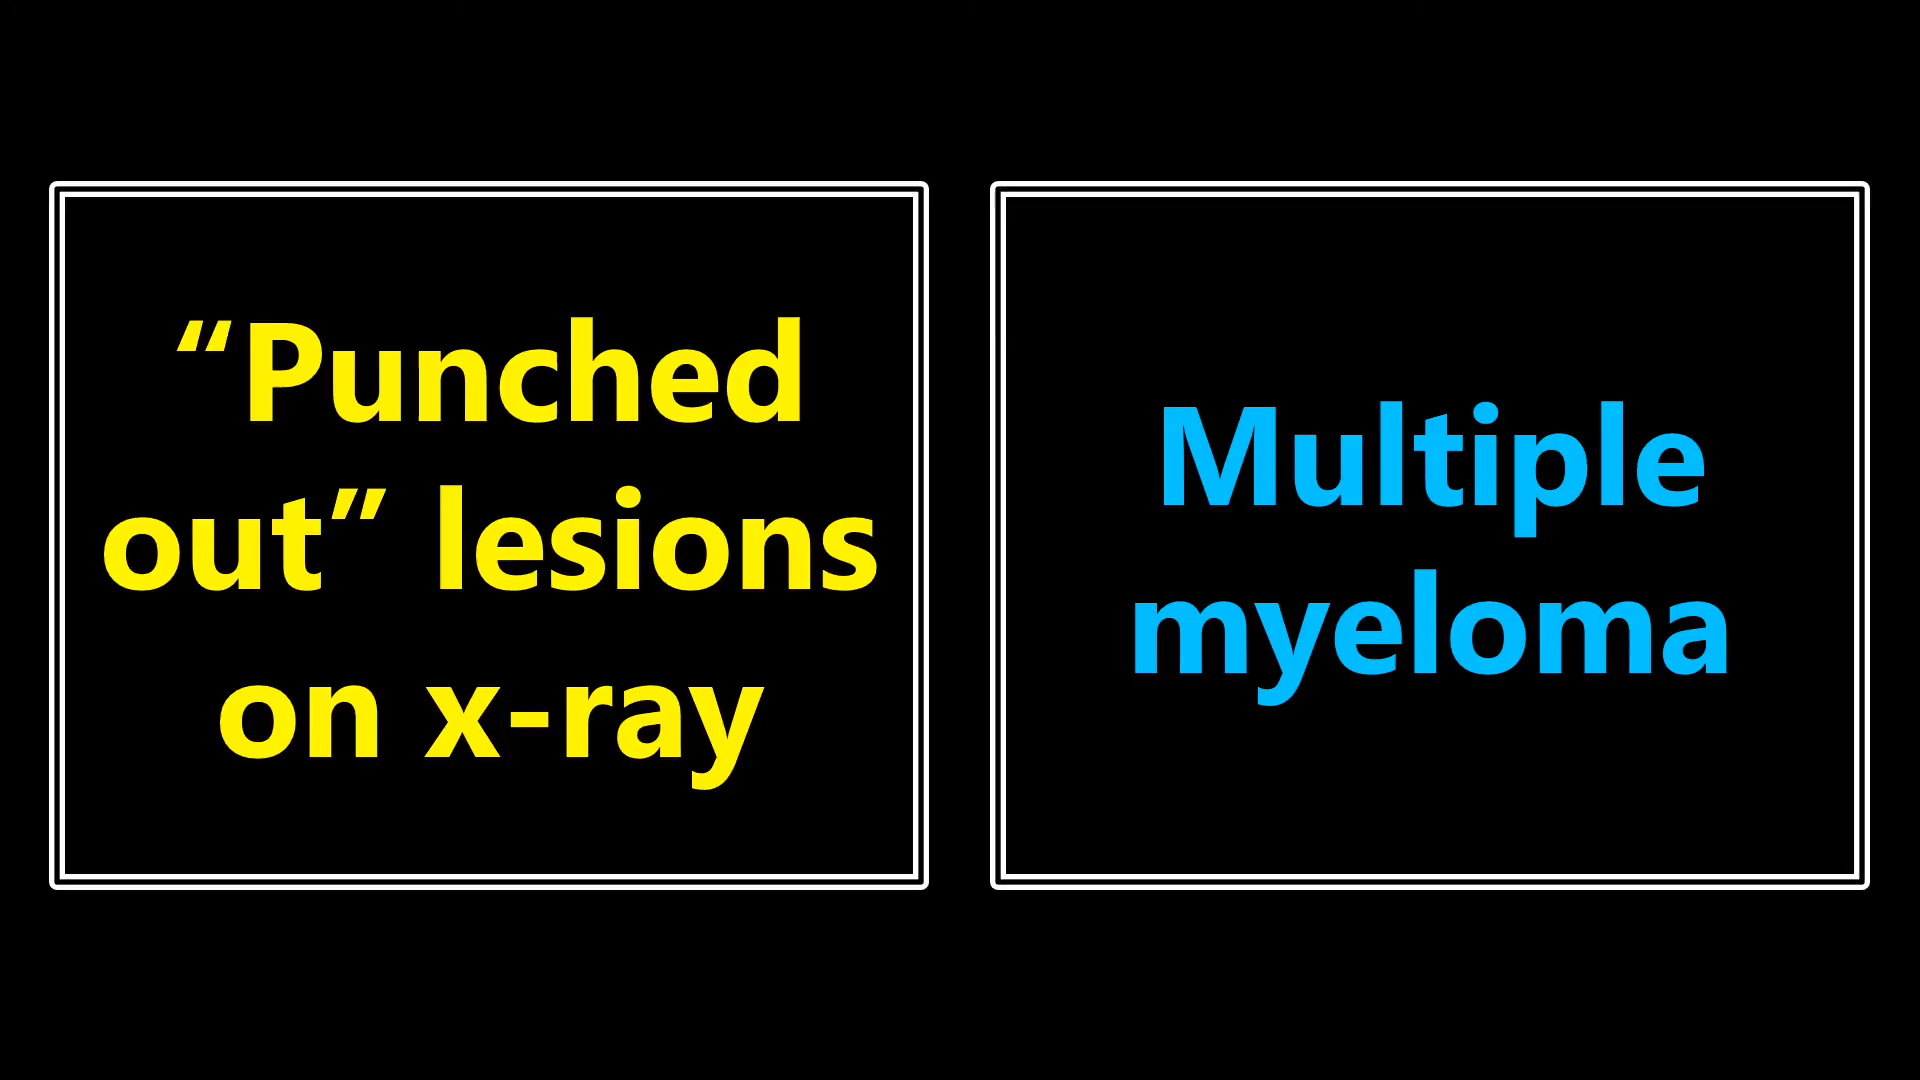 “Punched
out” lesions
on x-ray
Multiple
myeloma